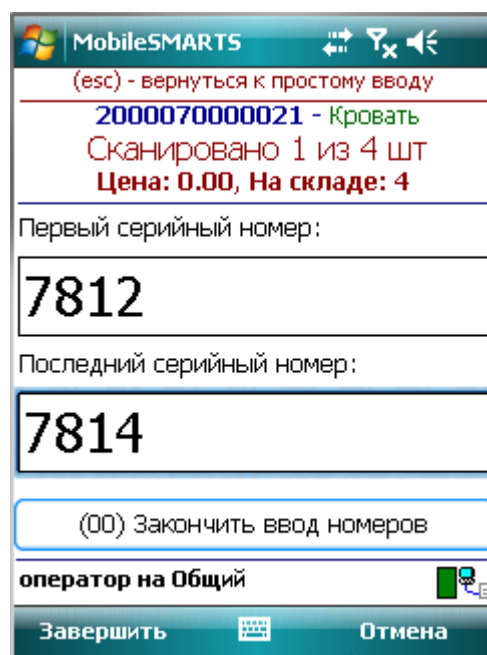 MobileSMARTS
(esc) - вернуться к простому вводу
2000070000021 - Кровать
Сканировано 1 из 4 шт
Цена: 0.00, На складе: 4
Первый серийный номер:
7812
Последний серийный номер:
7814
(00) Закончить ввод номеров
оператор на Общий
Завершить Отмена